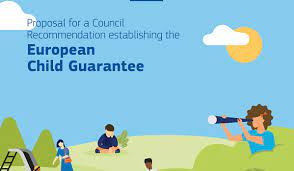 Proposal for a Council
Recommendation establishing the
European
Child Guarantee